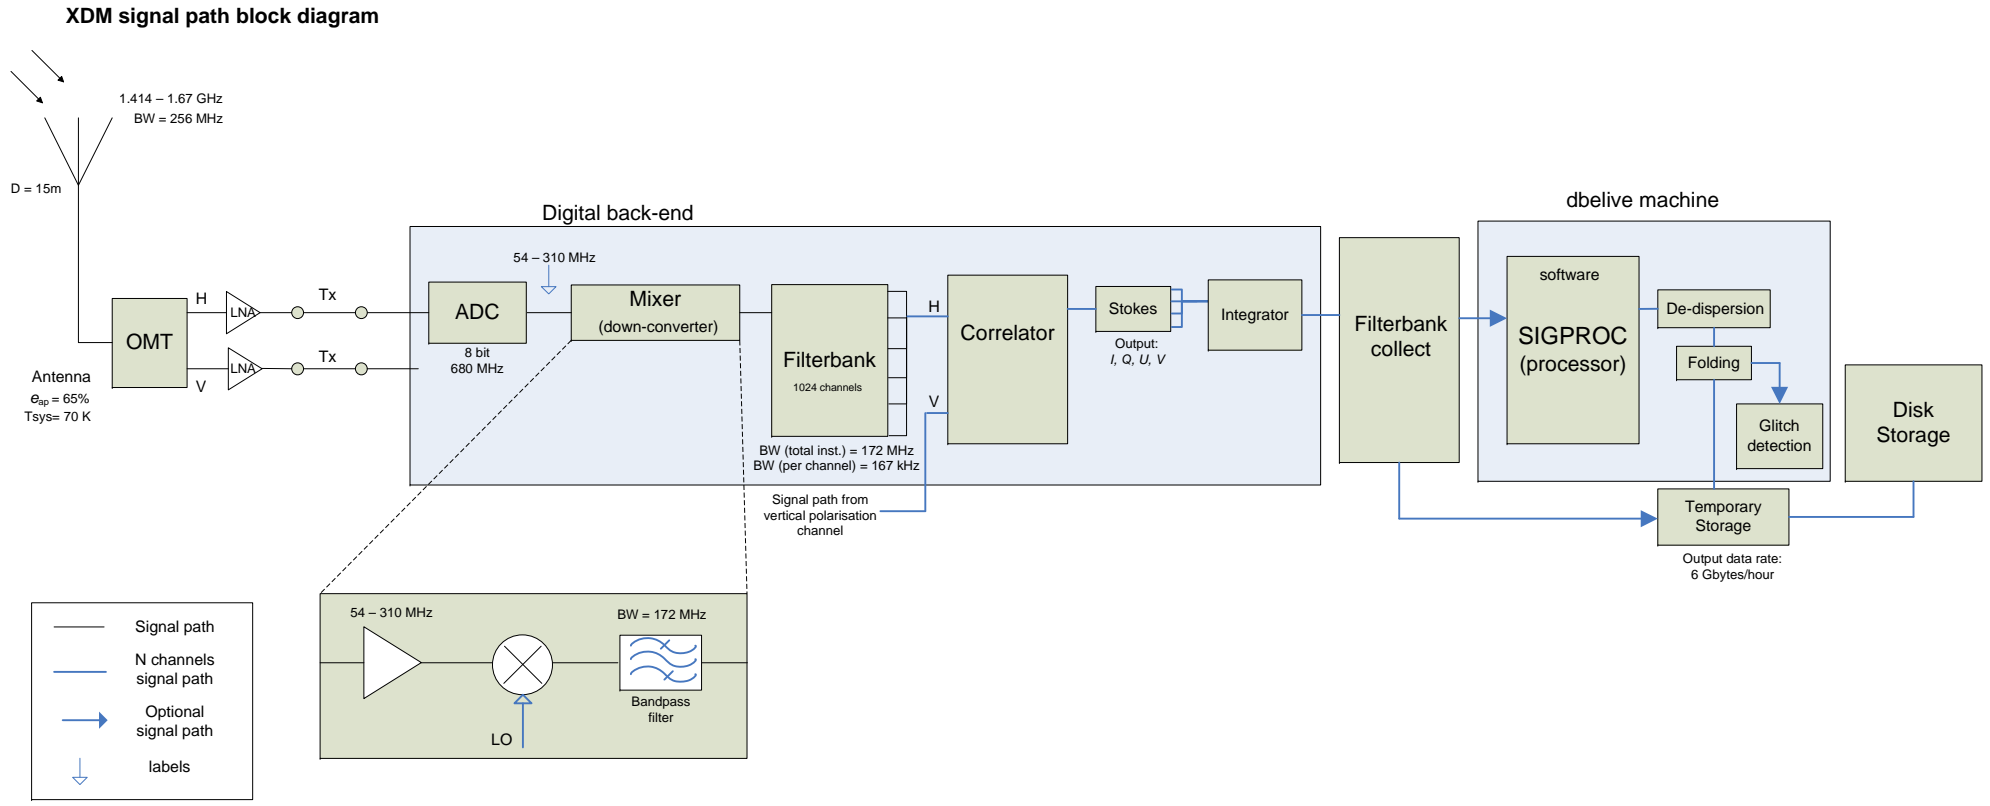 XDM signal path block diagram
1.414 – 1.67 GHz
BW = 256 MHz
D = 15m
Antenna
eap = 65%
Tsys= 70 K
OMT
H
V
LNA
LNA
Tx
Tx
Digital back-end
ADC
8 bit
680 MHz
54 – 310 MHz
Mixer
(down-converter)
Filterbank
1024 channels
BW (total inst.) = 172 MHz
BW (per channel) = 167 kHz
Signal path from
vertical polarisation
channel
H
V
Correlator
Stokes
Output:
I, Q, U, V
Integrator
Filterbank
collect
dbelive machine
software
SIGPROC
(processor)
De-dispersion
Folding
Glitch
detection
Disk
Storage
Temporary
Storage
Output data rate:
6 Gbytes/hour
54 – 310 MHz
BW = 172 MHz
Bandpass
filter
LO
Signal path
N channels
signal path
Optional
signal path
labels